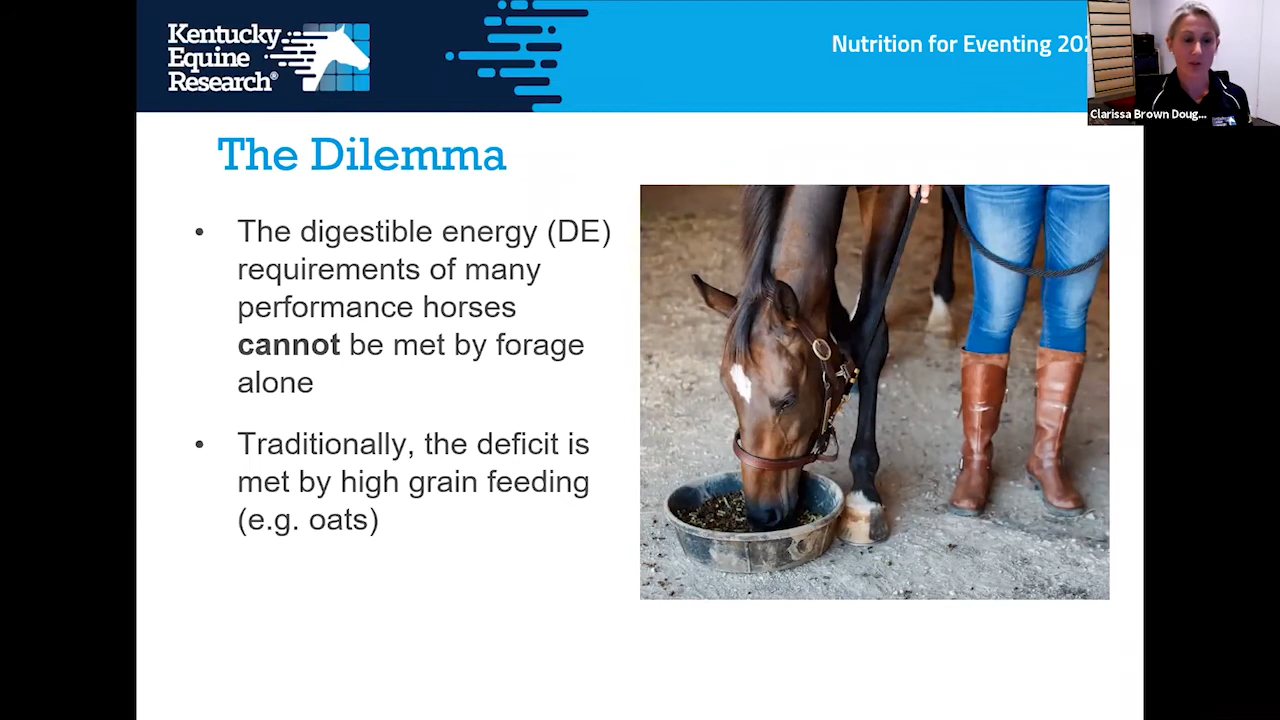 Kentucky
Equine
Research®
Nutrition for Eventing
Clarissa Brown Doug...
The Dilemma
• The digestible energy (DE)
requirements of many
performance horses
cannot be met by forage
alone
• Traditionally, the deficit is
met by high grain feeding
(e.g. oats)